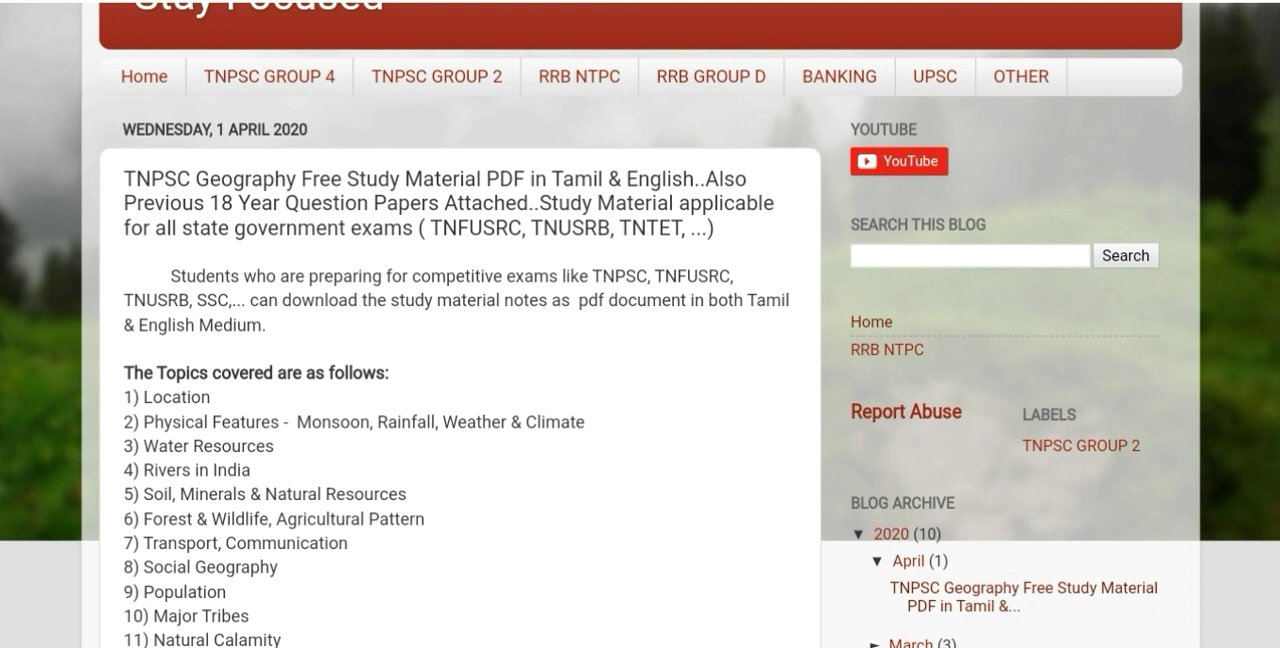 Stay Focused
Home
TNPSC GROUP 4
TNPSC GROUP 2
RRB NTPC
RRB GROUP D
BANKING
UPSC
OTHER
WEDNESDAY, 1 APRIL 2020
TNPSC Geography Free Study Material PDF in Tamil & English..Also
Previous 18 Year Question Papers Attached..Study Material applicable
for all state government exams ( TNFUSRC, TNUSRB, TNTET, ...)
Students who are preparing for competitive exams like TNPSC, TNFUSRC,
TNUSRB, SSC,... can download the study material notes as  pdf document in both Tamil
& English Medium.
The Topics covered are as follows:
1) Location
2) Physical Features -  Monsoon, Rainfall, Weather & Climate
3) Water Resources
4) Rivers in India
5) Soil, Minerals & Natural Resources
6) Forest & Wildlife, Agricultural Pattern
7) Transport, Communication
8) Social Geography
9) Population
10) Major Tribes
11) Natural Calamity
YOUTUBE
YouTube
SEARCH THIS BLOG
Search
Home
RRB NTPC
Report Abuse
LABELS
TNPSC GROUP 2
BLOG ARCHIVE
▼ 2020 (10)
▼ April (1)
TNPSC Geography Free Study Material
PDF in Tamil &...
► March (3)